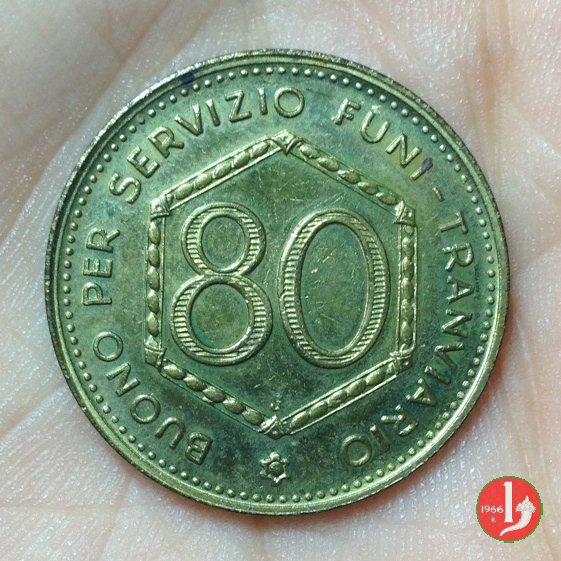 BUONO PER SERVIZIO FUNI-TRANVIARIO
80
1966
R